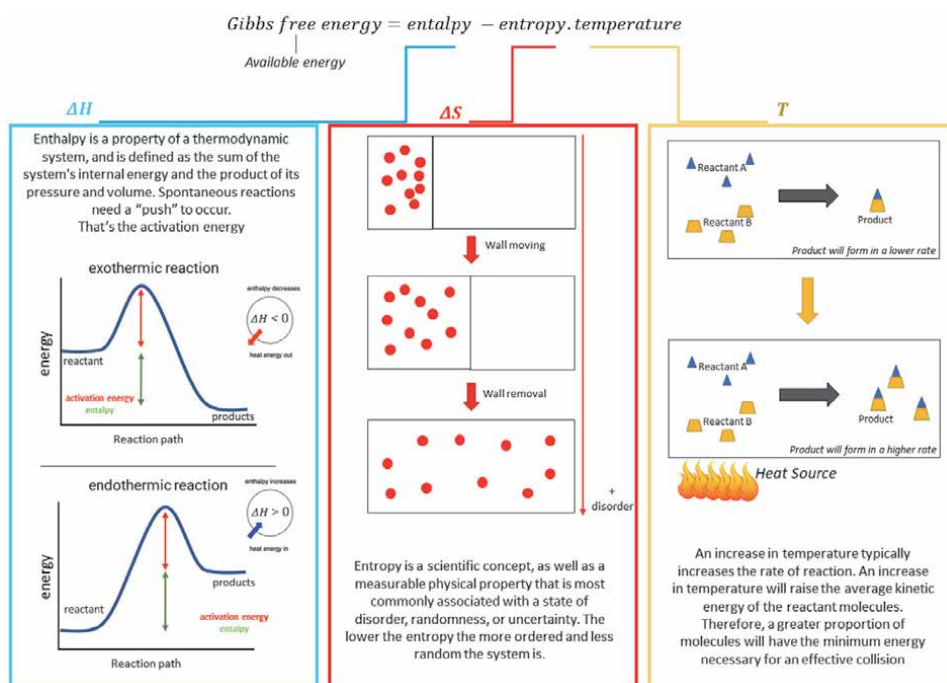 Gibbs free energy = entalpy − entropy.temperature
Available energy
ΔH
Enthalpy is a property of a thermodynamic
system, and is defined as the sum of the
system's internal energy and the product of its
pressure and volume. Spontaneous reactions
need a "push" to occur.
That's the activation energy
exothermic reaction
enthalpy decreases
ΔH < 0
heat energy out
energy
reactant
activation energy
entalpy
products
Reaction path
endothermic reaction
enthalpy increases
ΔH > 0
heat energy in
energy
products
reactant
activation energy
entalpy
Reaction path
ΔS
Wall moving
Wall removal
+
disorder
Entropy is a scientific concept, as well as a
measurable physical property that is most
commonly associated with a state of
disorder, randomness, or uncertainty. The
lower the entropy the more ordered and less
random the system is.
T
Reactant A
Reactant B
Product
Product will form in a lower rate
Reactant A
Reactant B
Product
Product will form in a higher rate
Heat Source
An increase in temperature typically
increases the rate of reaction. An increase
in temperature will raise the average kinetic
energy of the reactant molecules.
Therefore, a greater proportion of
molecules will have the minimum energy
necessary for an effective collision